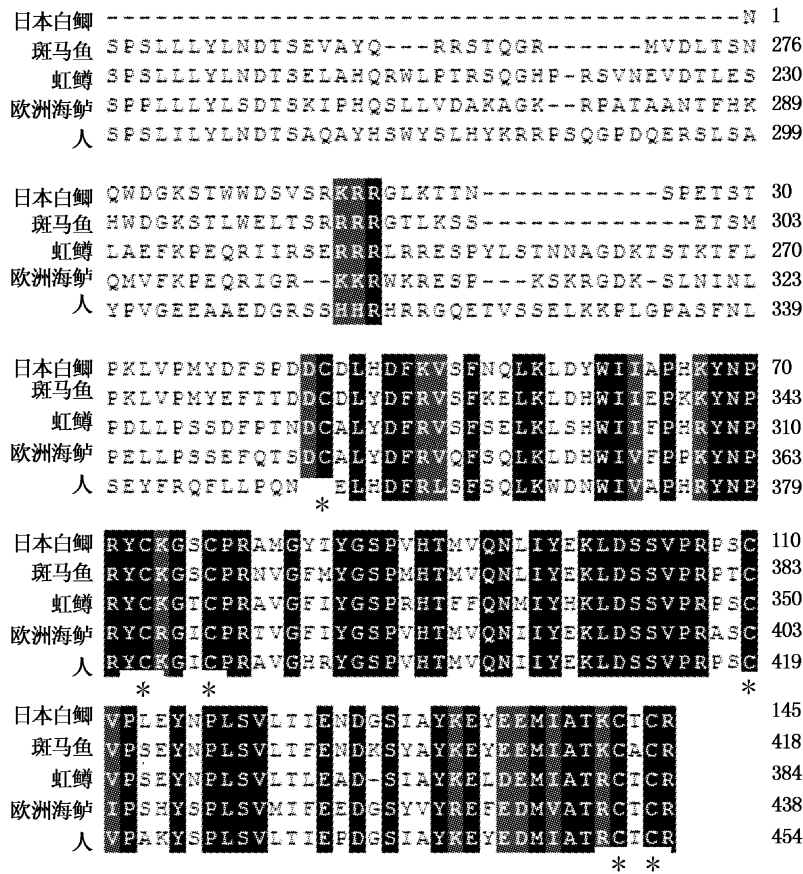 日本白鲫 ---------------------------------------N 1
斑马鱼 SPSLLLYLNDTSEVAYQ---RRSTQGR------MVDLTSN 276
虹鳟 SPSLLLYLNDTSELAHQRWLPTRSQGHP-RSVNEVDTLES 230
欧洲海鲈 SPPLLLYLSDTSKIPHQSLLVDAKAGK--RPATAANTFHK 289
人 SPSLILYLNDTSAQAYHSWYSLHYKRRPSQGPDQERSLSA 299
日本白鲫 QWDGKSTWWDSVSRKRRGLKTTN-----------SPETST 30
斑马鱼 HWDGKSTLWELTSRRRRGTLKSS-------------ETSM 303
虹鳟 LAEFKPEQRIIRSERRRLRRESPYLSTNNAGDKTSTKTFL 270
欧洲海鲈 QMVFKPEQRIGR--KKRWKRESP---KSKRGDK-SLNINL 323
人 YPVGEEAAEDGRSSHHRHRRGQETVSSELKKPLGPASFNL 339
日本白鲫 PKLVPMYDFSPDDCDLHDFKVSFNQLKLDYWIIAPHKYNP 70
斑马鱼 PKLVPMYEFTTDDCDLYDFRVSFKELKLDHWIIEPKKYNP 343
虹鳟 PDLLPSSDFPTNDCALYDFRVSFSELKLSHWIIFPHRYNP 310
欧洲海鲈 PELLPSSEFQTSDCALYDFRVQFSQLKLDHWIVFPPKYNP 363
人 SEYFRQFLLPQN  ELHDFRLSFSQLKWDNWIVAPHRYNP 379
*
日本白鲫 RYCKGSCPRAMGYIYGSPVHTMVQNLIYEKLDSSVPRPSC 110
斑马鱼 RYCKGSCPRNVGFMYGSPMHTMVQNLIYEKLDSSVPRPTC 383
虹鳟 RYCKGTCPRAVGFIYGSPRHTFFQNMIYHKLDSSVPRPSC 350
欧洲海鲈 RYCRGICPRTVGFIYGSPVHTMVQNIIYEKLDSSVPRASC 403
人 RYCKGICPRAVGHRYGSPVHTMVQNIIYEKLDSSVPRPSC 419
* * *
日本白鲫 VPLEYNPLSVLTIENDGSIAYKEYEEMIATKCTCR 145
斑马鱼 VPSEYNPLSVLTFENDKSYAYKEYEEMIATKCACR 418
虹鳟 VPSEYNPLSVLTLEAD-SIAYKELDEMIATRCTCR 384
欧洲海鲈 IPSHYSPLSVMIFEEDGSYVYREFEDMVATRCTCR 438
人 VPAKYSPLSVLTIEPDGSIAYKEYEDMIATRCTCR 454
* *